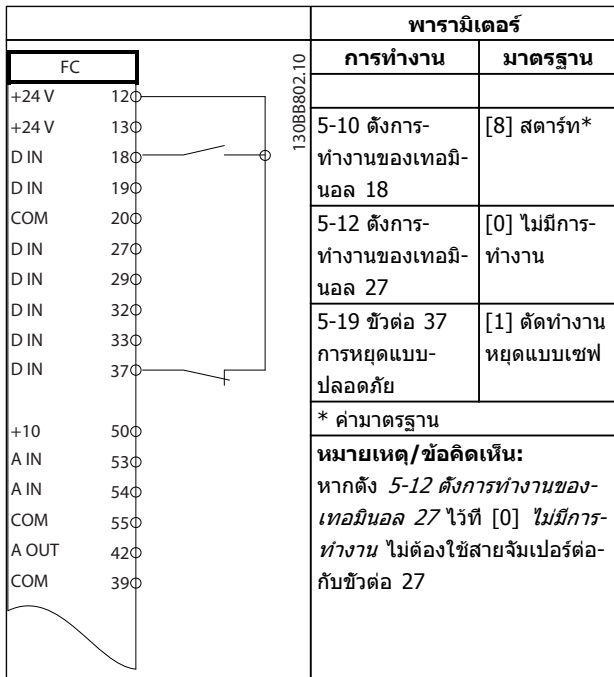 FC
+24 V 12
+24 V 13
D IN 18
D IN 19
COM 20
D IN 27
D IN 29
D IN 32
D IN 33
D IN 37
+10 50
A IN 53
A IN 54
COM 55
A OUT 42
COM 39
130BB802.10
พารามิเตอร์
การทำงาน
มาตรฐาน
5-10 ตั้งการ-
ทำงานของเทอมิ-
นอล 18
[8] สตาร์ท*
5-12 ตั้งการ-
ทำงานของเทอมิ-
นอล 27
[0] ไม่มีการ-
ทำงาน
5-19 ขั้วต่อ 37
การหยุดแบบ-
ปลอดภัย
[1] ตัดทำงาน
หยุดแบบเซฟ
* ค่ามาตรฐาน
หมายเหตุ/ข้อคิดเห็น:
หากตั้ง 5-12 ตั้งการทำงานของ-
เทอมินอล 27 ไว้ที่ [0] ไม่มีการ-
ทำงาน ไม่ต้องใช้สายจัมเปอร์ต่อ-
กับขั้วต่อ 27